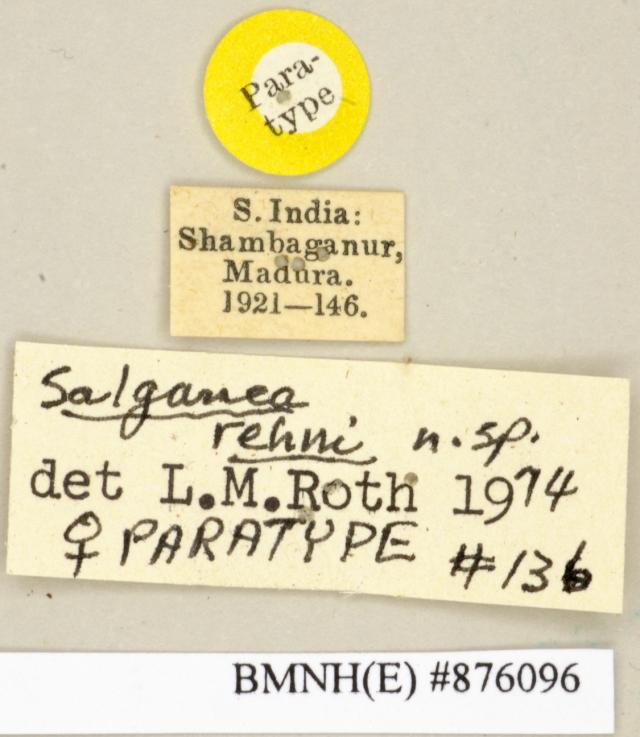 Para-
type
S. India:
Shambaganur,
Madura.
1921—146.
Salganea
rehni n. sp.
det L.M.Roth 1974
♀ PARATYPE #136
BMNH(E) #876096